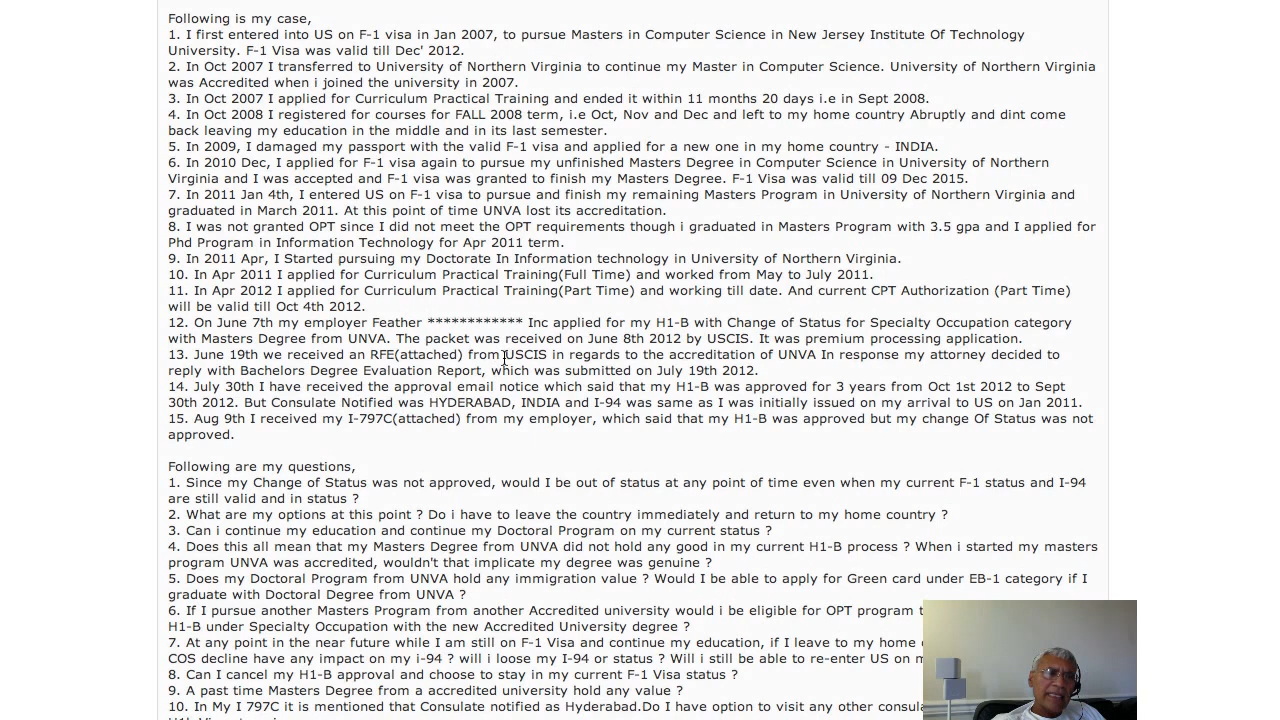 Following is my case,
1. I first entered into US on F-1 visa in Jan 2007, to pursue Masters in Computer Science in New Jersey Institute Of Technology
University. F-1 Visa was valid till Dec' 2012.
2. In Oct 2007 I transferred to University of Northern Virginia to continue my Master in Computer Science. University of Northern Virginia
was Accredited when i joined the university in 2007.
3. In Oct 2007 I applied for Curriculum Practical Training and ended it within 11 months 20 days i.e in Sept 2008.
4. In Oct 2008 I registered for courses for FALL 2008 term, i.e Oct, Nov and Dec and left to my home country Abruptly and dint come
back leaving my education in the middle and in its last semester.
5. In 2009, I damaged my passport with the valid F-1 visa and applied for a new one in my home country - INDIA.
6. In 2010 Dec, I applied for F-1 visa again to pursue my unfinished Masters Degree in Computer Science in University of Northern
Virginia and I was accepted and F-1 visa was granted to finish my Masters Degree. F-1 Visa was valid till 09 Dec 2015.
7. In 2011 Jan 4th, I entered US on F-1 visa to pursue and finish my remaining Masters Program in University of Northern Virginia and
graduated in March 2011. At this point of time UNVA lost its accreditation.
8. I was not granted OPT since I did not meet the OPT requirements though i graduated in Masters Program with 3.5 gpa and I applied for
Phd Program in Information Technology for Apr 2011 term.
9. In 2011 Apr, I Started pursuing my Doctorate In Information technology in University of Northern Virginia.
10. In Apr 2011 I applied for Curriculum Practical Training(Full Time) and worked from May to July 2011.
11. In Apr 2012 I applied for Curriculum Practical Training(Part Time) and working till date. And current CPT Authorization (Part Time)
will be valid till Oct 4th 2012.
12. On June 7th my employer Feather ************ Inc applied for my H1-B with Change of Status for Specialty Occupation category
with Masters Degree from UNVA. The packet was received on June 8th 2012 by USCIS. It was premium processing application.
13. June 19th we received an RFE(attached) from USCIS in regards to the accreditation of UNVA In response my attorney decided to
reply with Bachelors Degree Evaluation Report, which was submitted on July 19th 2012.
14. July 30th I have received the approval email notice which said that my H1-B was approved for 3 years from Oct 1st 2012 to Sept
30th 2012. But Consulate Notified was HYDERABAD, INDIA and I-94 was same as I was initially issued on my arrival to US on Jan 2011.
15. Aug 9th I received my I-797C(attached) from my employer, which said that my H1-B was approved but my change Of Status was not
approved.
Following are my questions,
1. Since my Change of Status was not approved, would I be out of status at any point of time even when my current F-1 status and I-94
are still valid and in status ?
2. What are my options at this point ? Do i have to leave the country immediately and return to my home country ?
3. Can i continue my education and continue my Doctoral Program on my current status ?
4. Does this all mean that my Masters Degree from UNVA did not hold any good in my current H1-B process ? When i started my masters
program UNVA was accredited, wouldn't that implicate my degree was genuine ?
5. Does my Doctoral Program from UNVA hold any immigration value ? Would I be able to apply for Green card under EB-1 category if I
graduate with Doctoral Degree from UNVA ?
6. If I pursue another Masters Program from another Accredited university would i be eligible for OPT program
H1-B under Specialty Occupation with the new Accredited University degree ?
7. At any point in the near future while I am still on F-1 Visa and continue my education, if I leave to my home
COS decline have any impact on my i-94 ? will i loose my I-94 or status ? Will i still be able to re-enter US on
8. Can I cancel my H1-B approval and choose to stay in my current F-1 Visa status ?
9. A past time Masters Degree from a accredited university hold any value ?
10. In My I 797C it is mentioned that Consulate notified as Hyderabad.Do I have option to visit any other